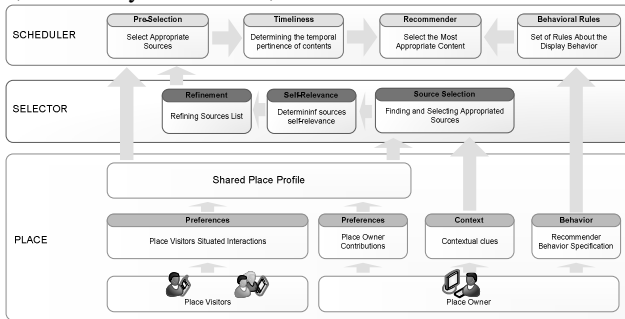 Pre-Selection
Timeliness
Recommender
Behavioral Rules
SCHEDULER
Select Appropriate
Sources
Determining the temporal
pertinence of contents
Select the Most
Appropriate Content
Set of Rules About the
Display Behavior
SELECTOR
Refinement
Self-Relevance
Source Selection
Refining Sources List
Determininf sources
self-relevance
Finding and Selecting Appropriated
Sources
Shared Place Profile
PLACE
Preferences
Preferences
Context
Behavior
Place Visitors Situated Interactions
Place Owner
Contributions
Contextual clues
Recommender
Behavior Specification
Place Visitors
Place Owner